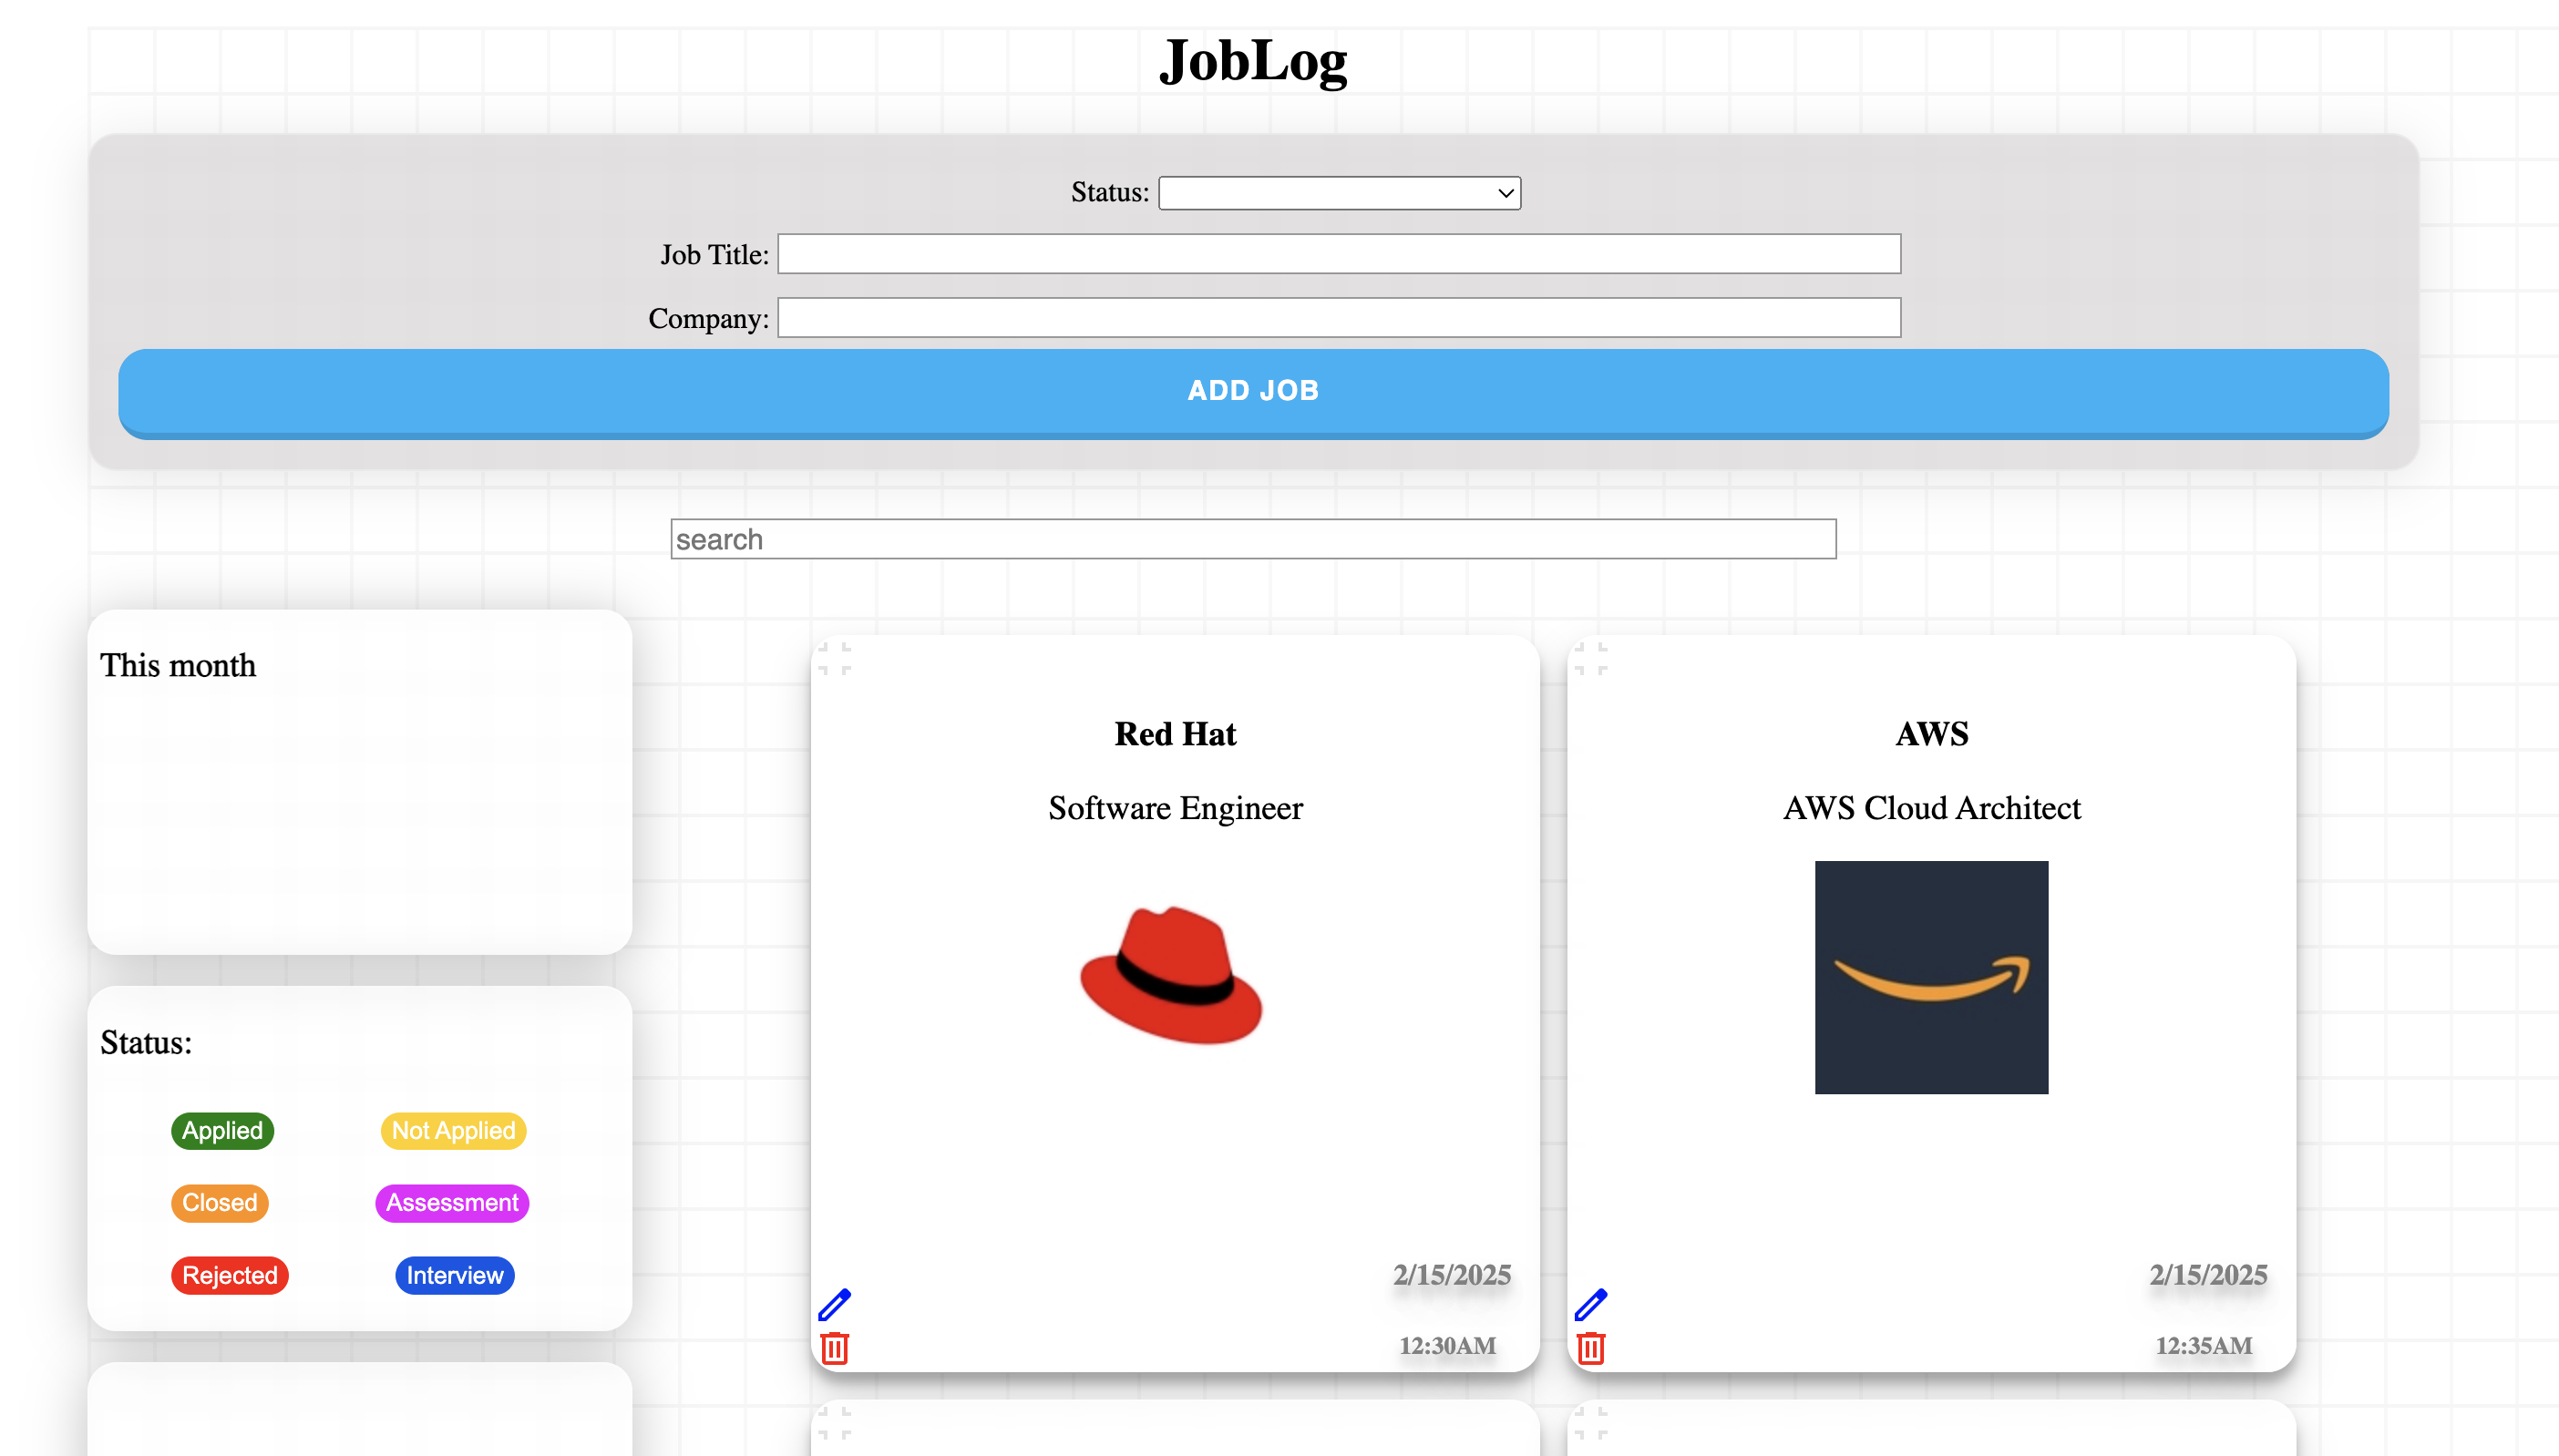 JobLog
Status:
Job Title:
Company:
ADD JOB
search
This month
Status:
Applied Not Applied
Closed Assessment
Rejected Interview
Red Hat
Software Engineer
2/15/2025
12:30AM
AWS
AWS Cloud Architect
2/15/2025
12:35AM